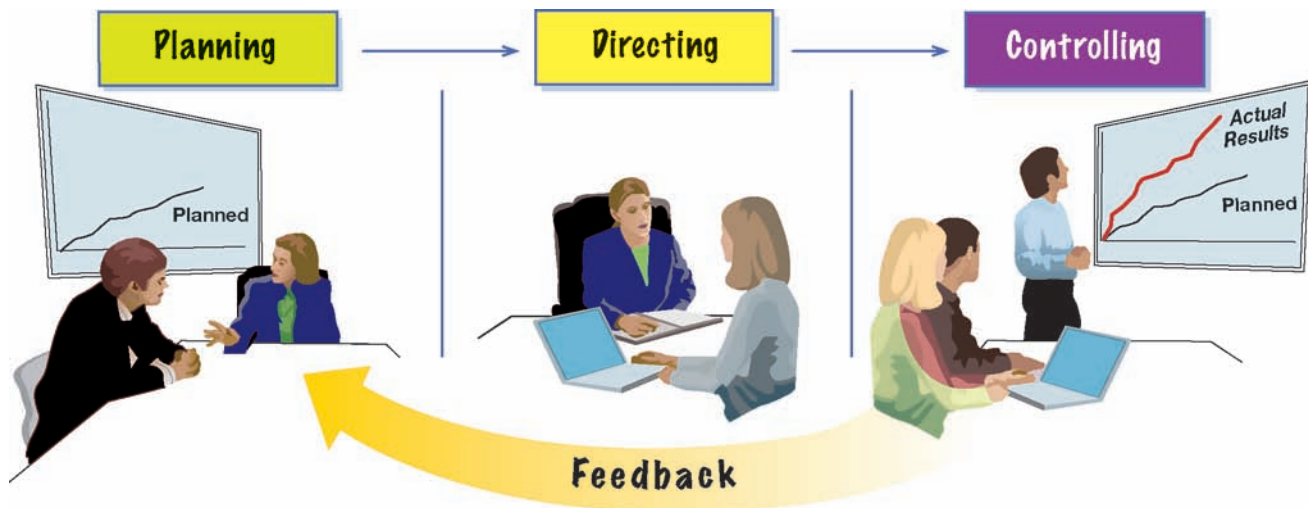 Planning
Directing
Controlling
Planned
Actual
Results
Planned
Feedback